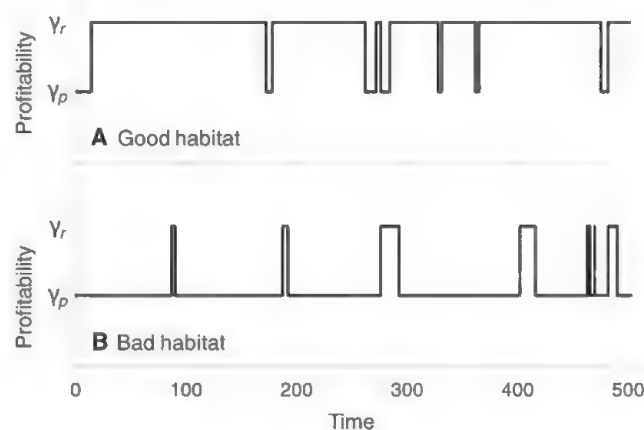 Profitability
γr
γp
A Good habitat
Profitability
γr
γp
B Bad habitat
0 100 200 300 400 500
Time